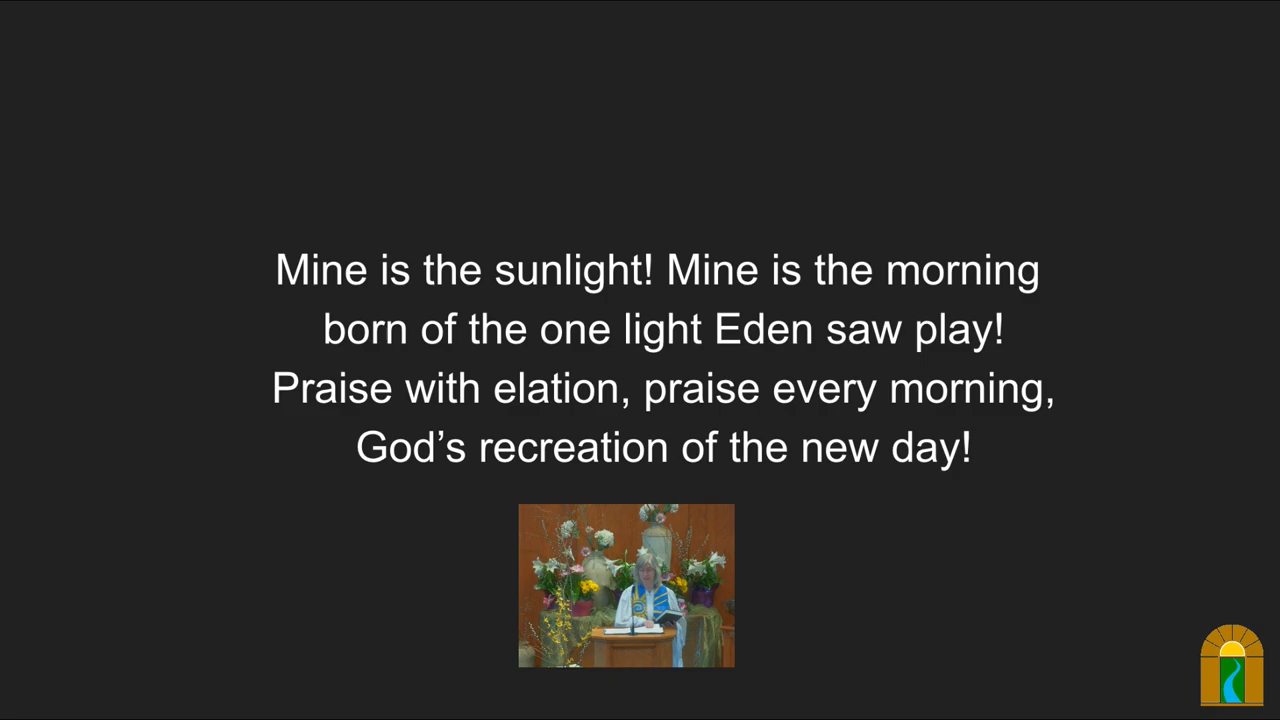 Mine is the sunlight! Mine is the morning
born of the one light Eden saw play!
Praise with elation, praise every morning,
God’s recreation of the new day!